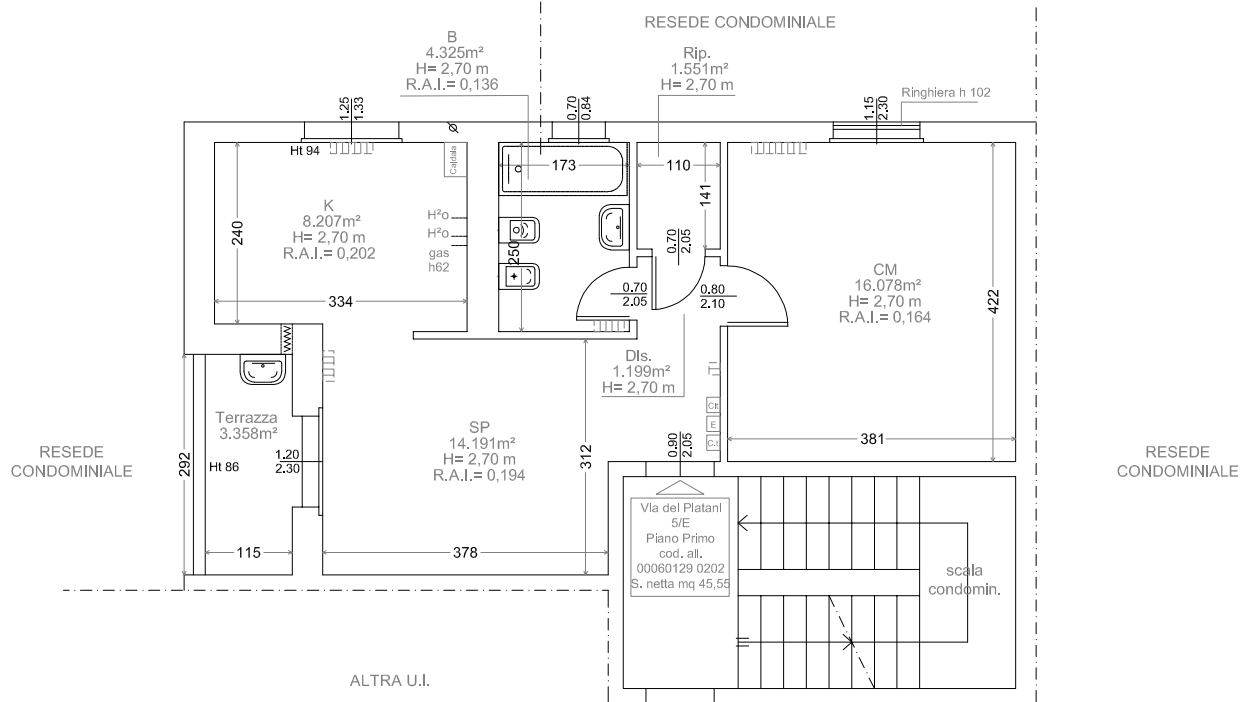 RESEDE CONDOMINIALE
B
4.325m²
H= 2,70 m
R.A.I.= 0,136
Rip.
1.551m²
H= 2,70 m
Ringhiera h 102
1.25
1.33
0.70
0.84
1.15
2.30
Ht 94
Caldaia
173
110
141
240
K
8.207m²
H= 2,70 m
R.A.I.= 0,202
H²o
H²o
gas
h62
250
0.70
2.05
CM
16.078m²
H= 2,70 m
R.A.I.= 0,164
422
334
0.70
2.05
0.80
2.10
Dis.
1.199m²
H= 2,70 m
Terrazza
3.358m²
SP
14.191m²
H= 2,70 m
R.A.I.= 0,194
Cit
E
C.t
381
RESEDE
CONDOMINIALE
292
Ht 86
1.20
2.30
312
0.90
2.05
RESEDE
CONDOMINIALE
115
378
Via del Platani
5/E
Piano Primo
cod. all.
00060129 0202
S. netta mq 45,55
scala
condomin.
ALTRA U.I.